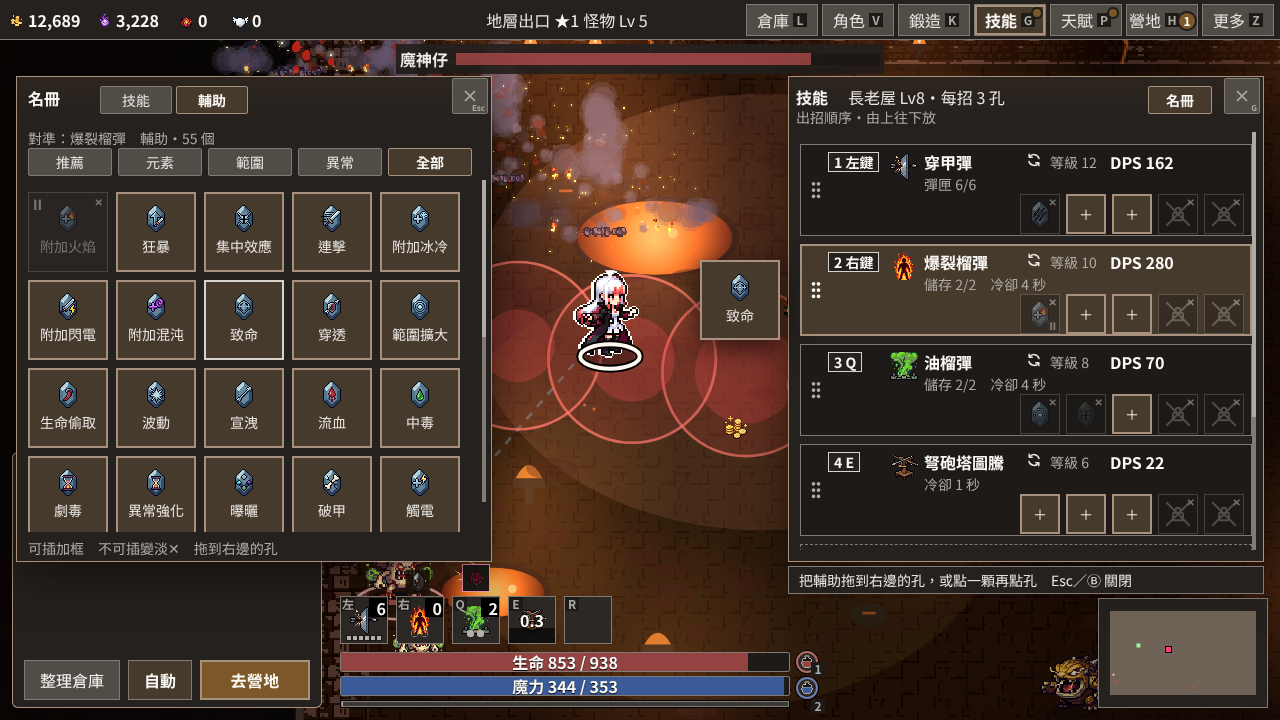 12,689 3,228 0 0
地層出口 ★1 怪物 Lv 5
倉庫 L 角色 V 鍛造 K 技能 G 天賦 P 營地 H 1 更多 Z
魔神仔
名冊 技能 輔助 × Esc
對準：爆裂榴彈 輔助・55 個
推薦 元素 範圍 異常 全部
附加火焰 狂暴 集中效應 連擊 附加冰冷
附加閃電 附加混沌 致命 穿透 範圍擴大
生命偷取 波動 宣洩 流血 中毒
劇毒 異常強化 曝曬 破甲 觸電
可插加框 不可插變淡× 拖到右邊的孔
致命
技能 長老屋 Lv8・每招 3 孔 名冊 × G
出招順序・由上往下放
1 左鍵 穿甲彈 等級 12 DPS 162
彈匣 6/6
+ +
2 右鍵 爆裂榴彈 等級 10 DPS 280
儲存 2/2 冷卻 4 秒
+ +
3 Q 油榴彈 等級 8 DPS 70
儲存 2/2 冷卻 4 秒
+
4 E 弩砲塔圖騰 等級 6 DPS 22
冷卻 1 秒
+ + +
把輔助拖到右邊的孔，或點一顆再點孔 Esc／Ⓑ 關閉
左 6 右 0 Q 2 E 0.3 R
生命 853 / 938 1
魔力 344 / 353 2
整理倉庫 自動 去營地